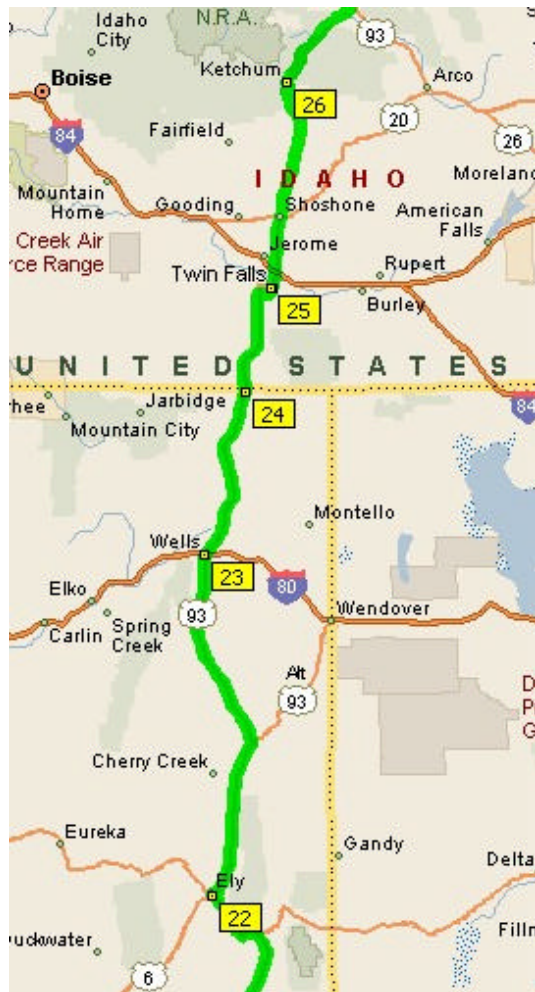 Idaho
City
N.R.A.
93
Ketchum
Arco
Boise
26
20
84
Fairfield
26
IDAHO
Moreland
Mountain
Home
Gooding
Shoshone
American
Falls
Creek Air
rce Range
Jerome
Twin Falls
Rupert
25
Burley
UNITED STATES
hee
Jarbidge
24
84
Mountain City
Montello
Wells
23
80
Elko
93
Wendover
Carlin
Spring
Creek
Alt
93
D
P
G
Cherry Creek
Eureka
Gandy
Delta
Ely
22
Fillm
uckwater
6